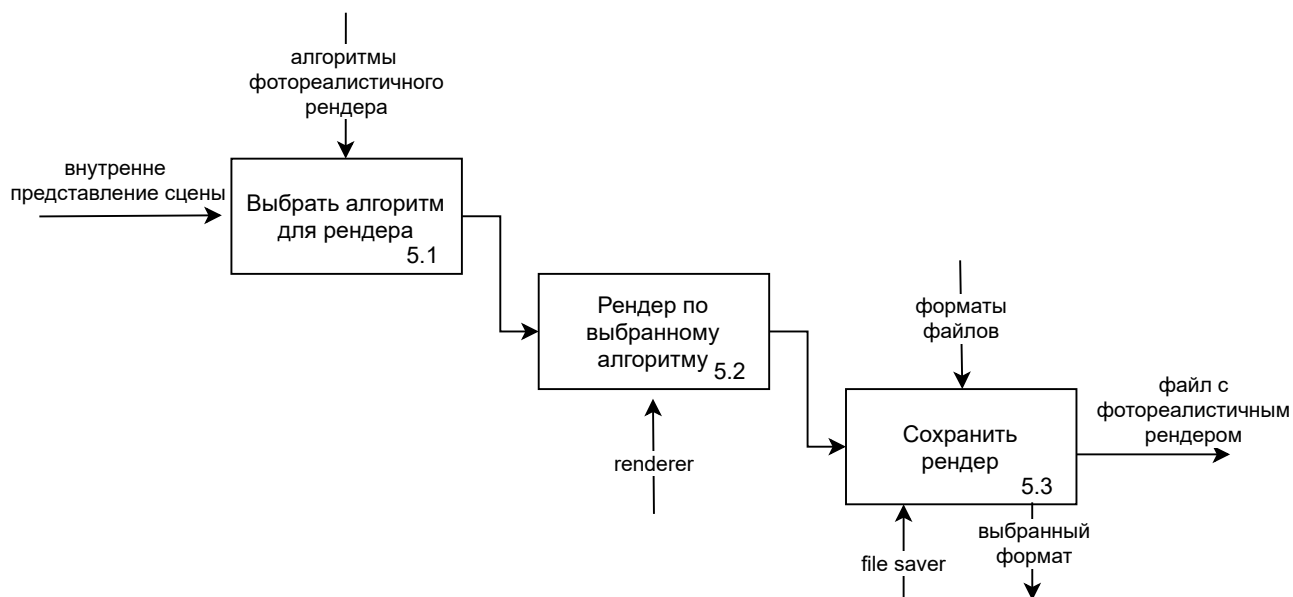 алгоритмы
фотореалистичного
рендера
внутренне
представление сцены
Выбрать алгоритм
для рендера
5.1
Рендер по
выбранному
алгоритму
5.2
renderer
форматы
файлов
Сохранить
рендер
5.3
файл с
фотореалистичным
рендером
file saver
выбранный
формат